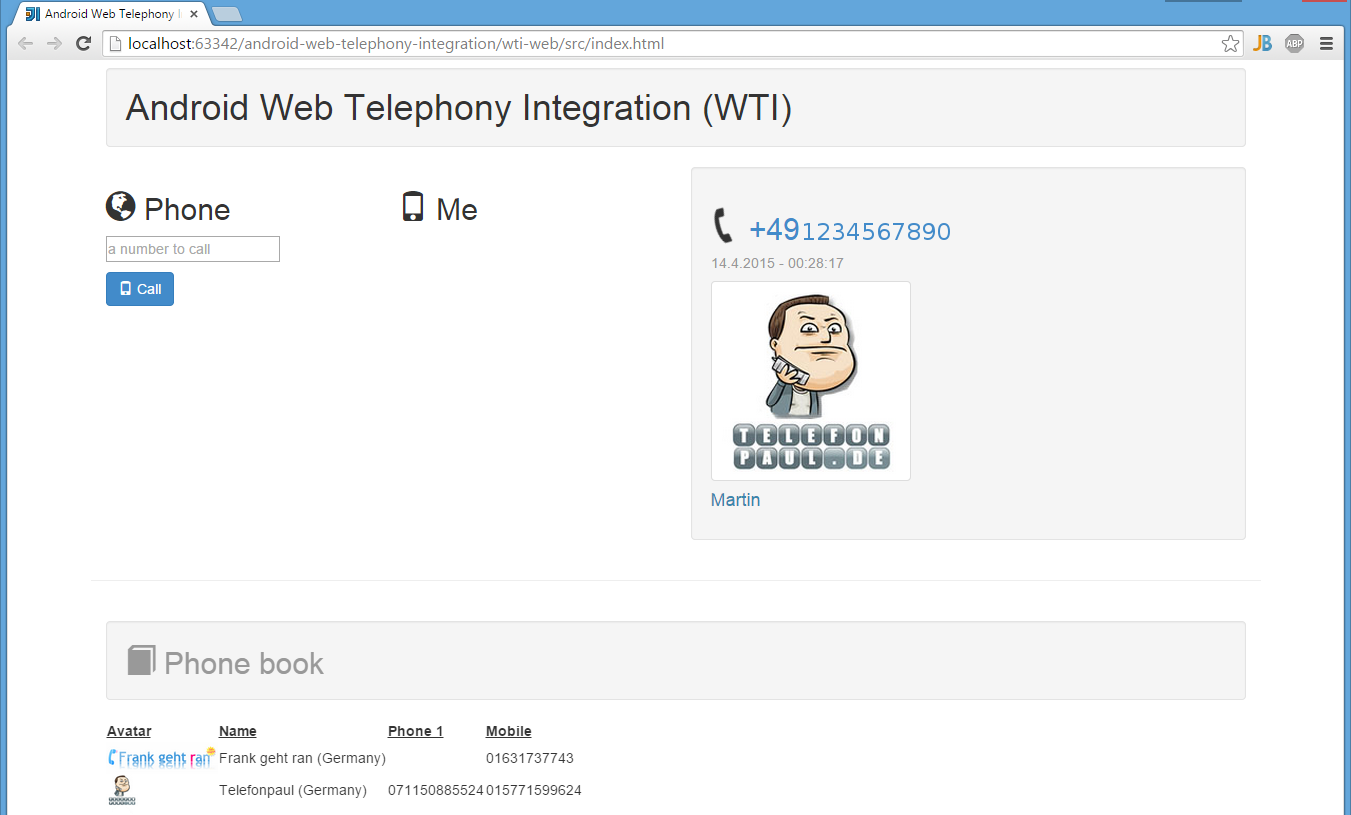 Android Web Telephony I
localhost:63342/android-web-telephony-integration/wti-web/src/index.html
JB
ABP
Android Web Telephony Integration (WTI)
Phone
Me
a number to call
Call
+491234567890
14.4.2015 - 00:28:17
TELEFON
PAUL.DE
Martin
Phone book
Avatar Name Phone 1 Mobile
Frank geht ran Frank geht ran (Germany) 01631737743
Telefonpaul (Germany) 071150885524 015771599624